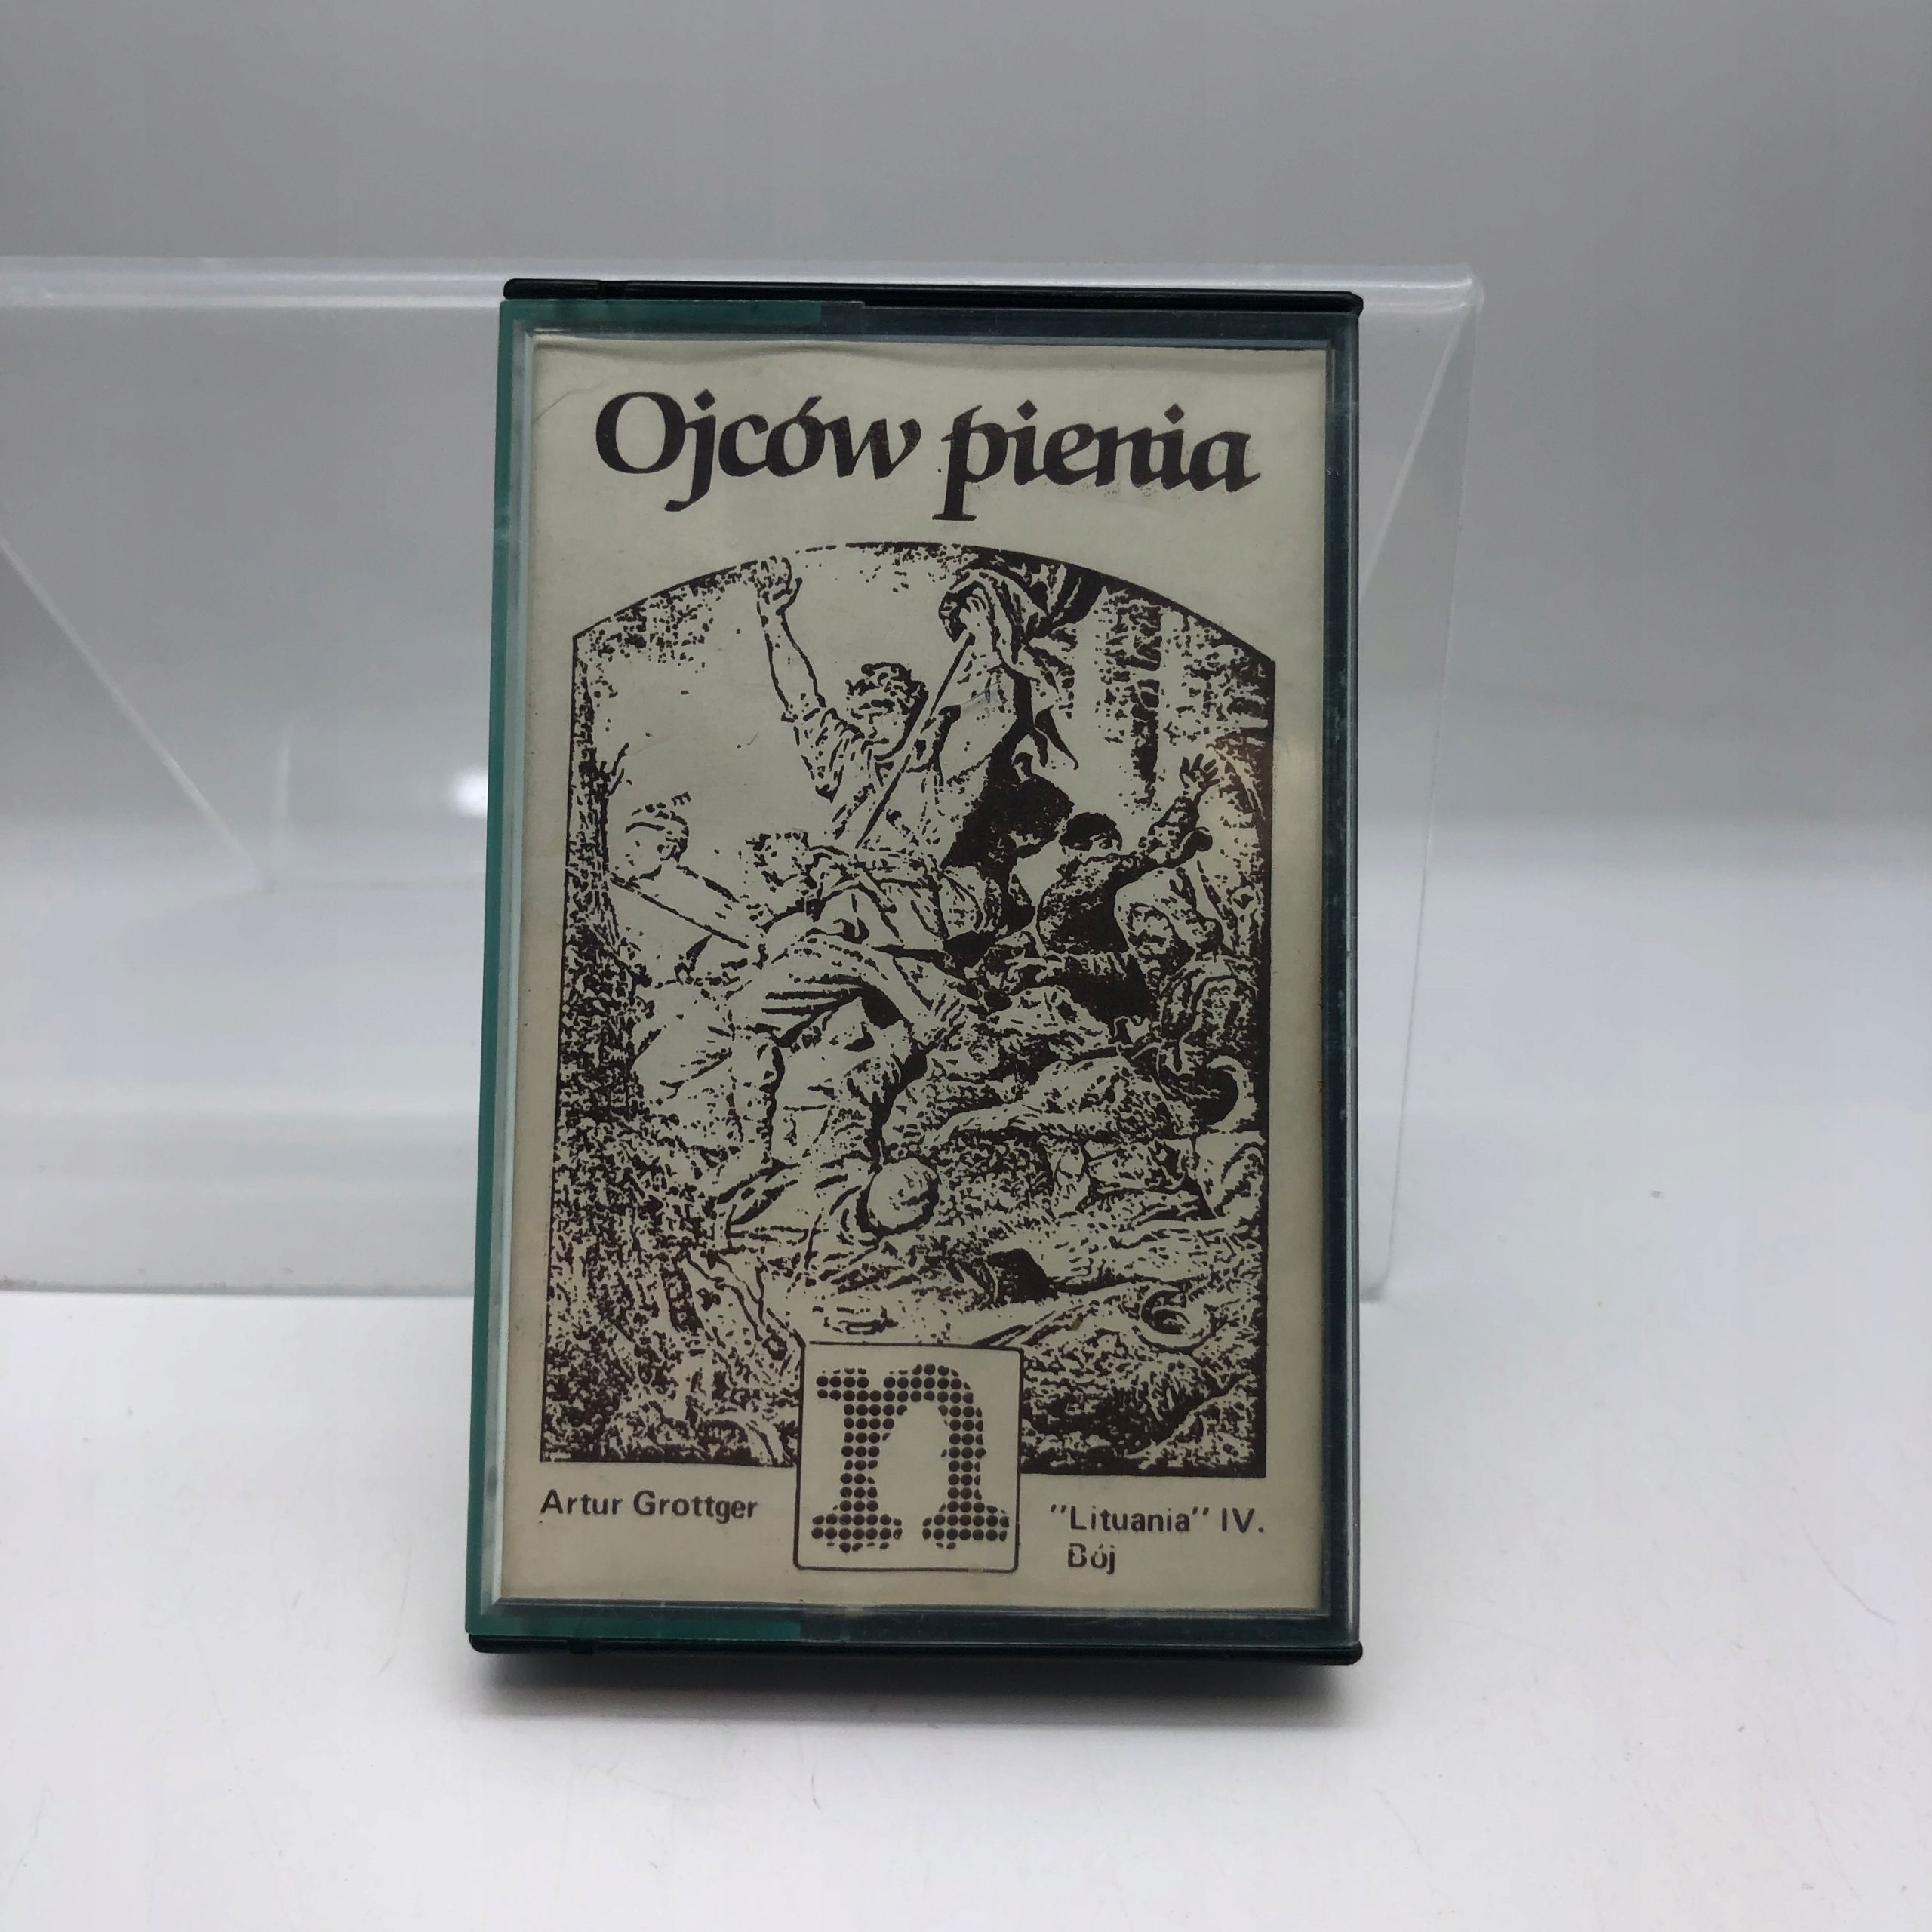 Ojców pienia
n
Artur Grottger
"Lituania" IV.
Bój